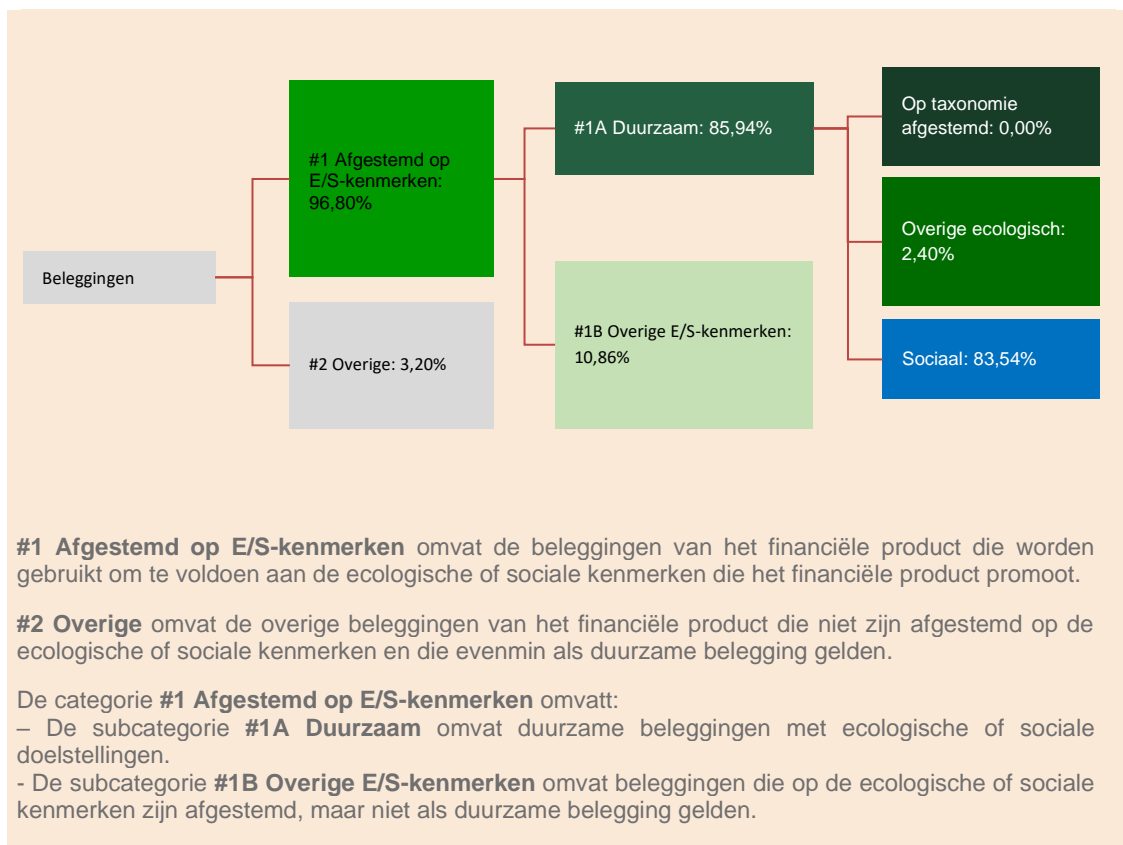 Beleggingen
#1 Afgestemd op
E/S-kenmerken:
96,80%
#2 Overige: 3,20%
#1A Duurzaam: 85,94%
#1B Overige E/S-kenmerken:
10,86%
Op taxonomie
afgestemd: 0,00%
Overige ecologisch:
2,40%
Sociaal: 83,54%
#1 Afgestemd op E/S-kenmerken omvat de beleggingen van het financiële product die worden
gebruikt om te voldoen aan de ecologische of sociale kenmerken die het financiële product promoot.
#2 Overige omvat de overige beleggingen van het financiële product die niet zijn afgestemd op de
ecologische of sociale kenmerken en die evenmin als duurzame belegging gelden.
De categorie #1 Afgestemd op E/S-kenmerken omvatt:
– De subcategorie #1A Duurzaam omvat duurzame beleggingen met ecologische of sociale
doelstellingen.
- De subcategorie #1B Overige E/S-kenmerken omvat beleggingen die op de ecologische of sociale
kenmerken zijn afgestemd, maar niet als duurzame belegging gelden.